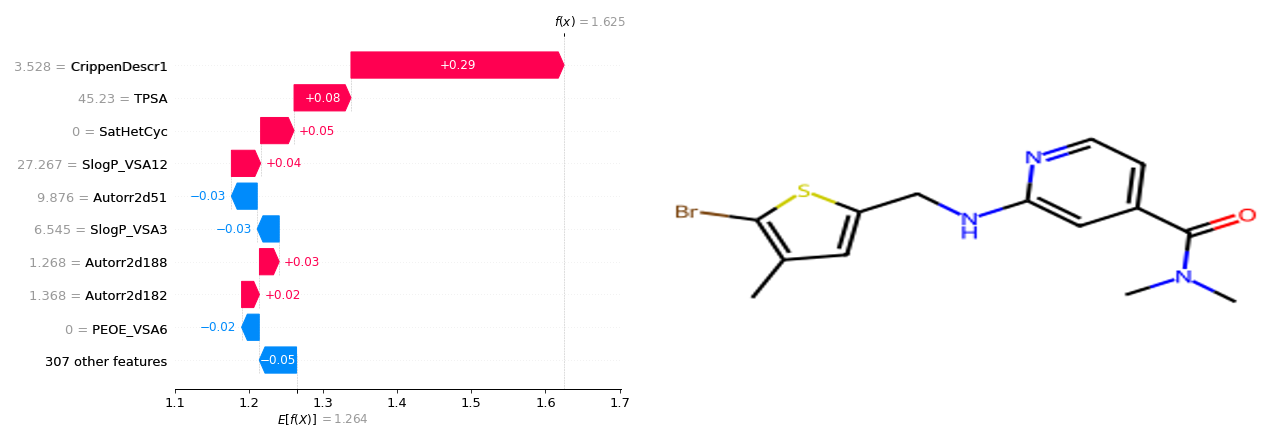 f(x) = 1.625
3.528 = CrippenDescr1 +0.29
45.23 = TPSA +0.08
0 = SatHetCyc +0.05
27.267 = SlogP_VSA12 +0.04
9.876 = Autorr2d51 −0.03
6.545 = SlogP_VSA3 −0.03
1.268 = Autorr2d188 +0.03
1.368 = Autorr2d182 +0.02
0 = PEOE_VSA6 −0.02
307 other features −0.05
1.1 1.2 1.3 1.4 1.5 1.6 1.7
E[f(X)] = 1.264
N
S
Br
N
H
O
N